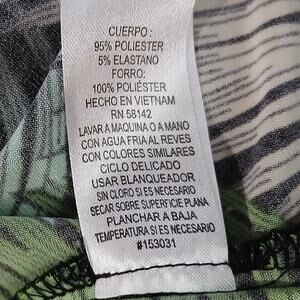 CUERPO:
95% POLIESTER
5% ELASTANO
FORRO:
100% POLIÉSTER
HECHO EN VIETNAM
RN 58142
LAVAR A MAQUINA O A MANO
CON AGUA FRIA AL REVES
CON COLORES SIMILARES
CICLO DELICADO
USAR BLANQUEADOR
SIN CLORO SI ES NECESARIO
SECAR SOBRE SUPERFICIE PLANA
PLANCHAR A BAJA
TEMPERATURA SI ES NECESARIO
#153031